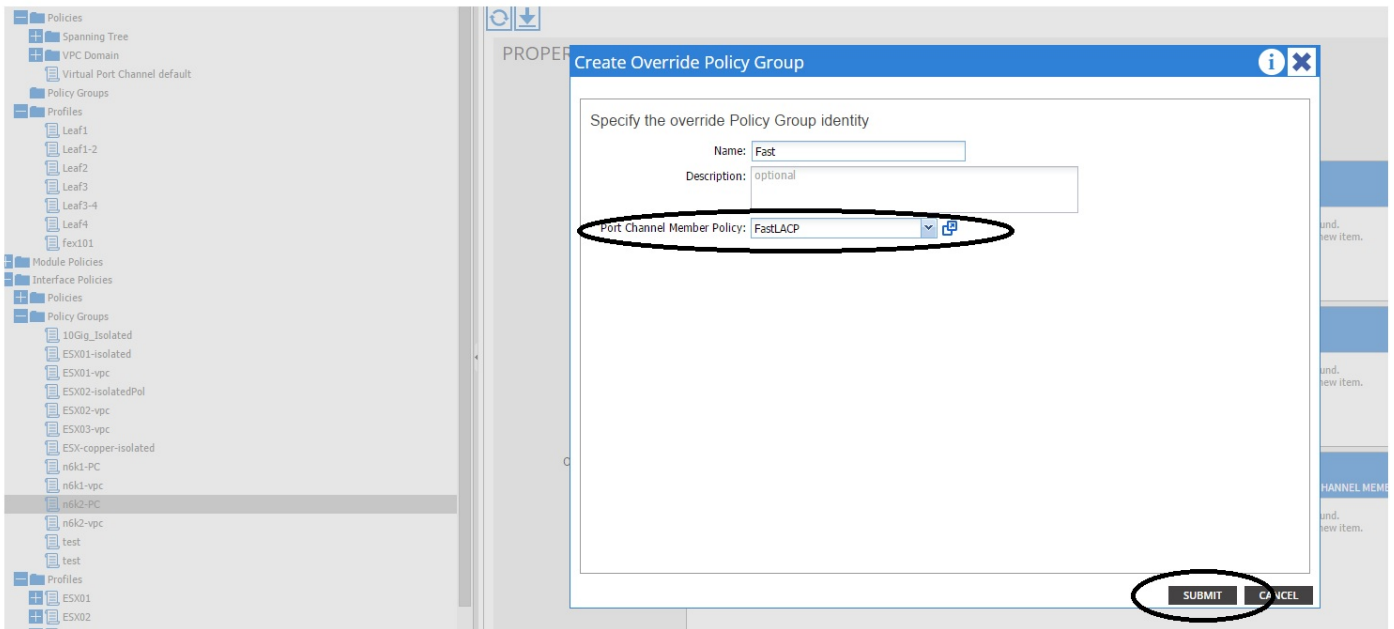 Policies
Spanning Tree
VPC Domain
Virtual Port Channel default
Policy Groups
Profiles
Leaf1
Leaf1-2
Leaf2
Leaf3
Leaf3-4
Leaf4
fex101
Module Policies
Interface Policies
Policies
Policy Groups
10Gig_Isolated
ESX01-isolated
ESX01-vpc
ESX02-isolatedPol
ESX02-vpc
ESX03-vpc
ESX-copper-isolated
n6k1-PC
n6k1-vpc
n6k2-PC
n6k2-vpc
test
test
Profiles
ESX01
ESX02
PROPER
Create Override Policy Group
Specify the override Policy Group identity
Name: Fast
Description: optional
Port Channel Member Policy: FastLACP
SUBMIT CANCEL
und.
new item.
und.
new item.
O
HANNEL MEMB
und.
new item.